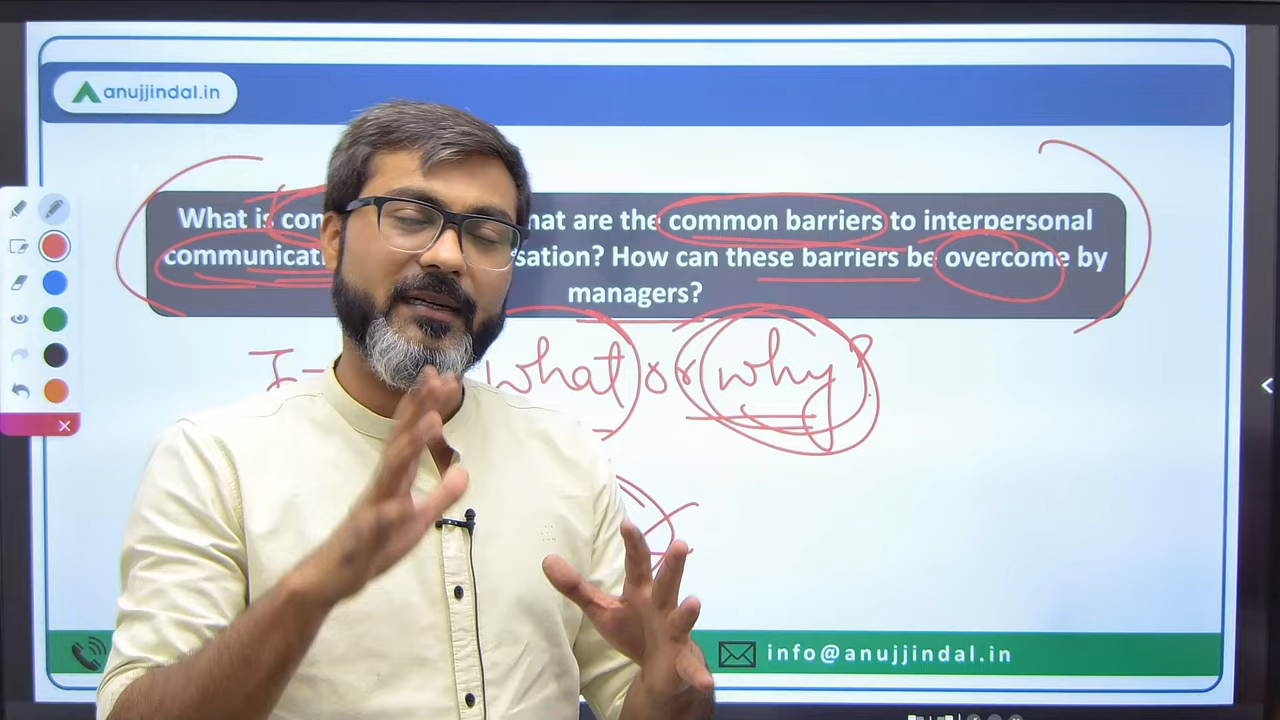 anujjindal.in
What is com hat are the common barriers to interpersonal
communicati sation? How can these barriers be overcome by
managers?
I- what or why?
info@anujjindal.in